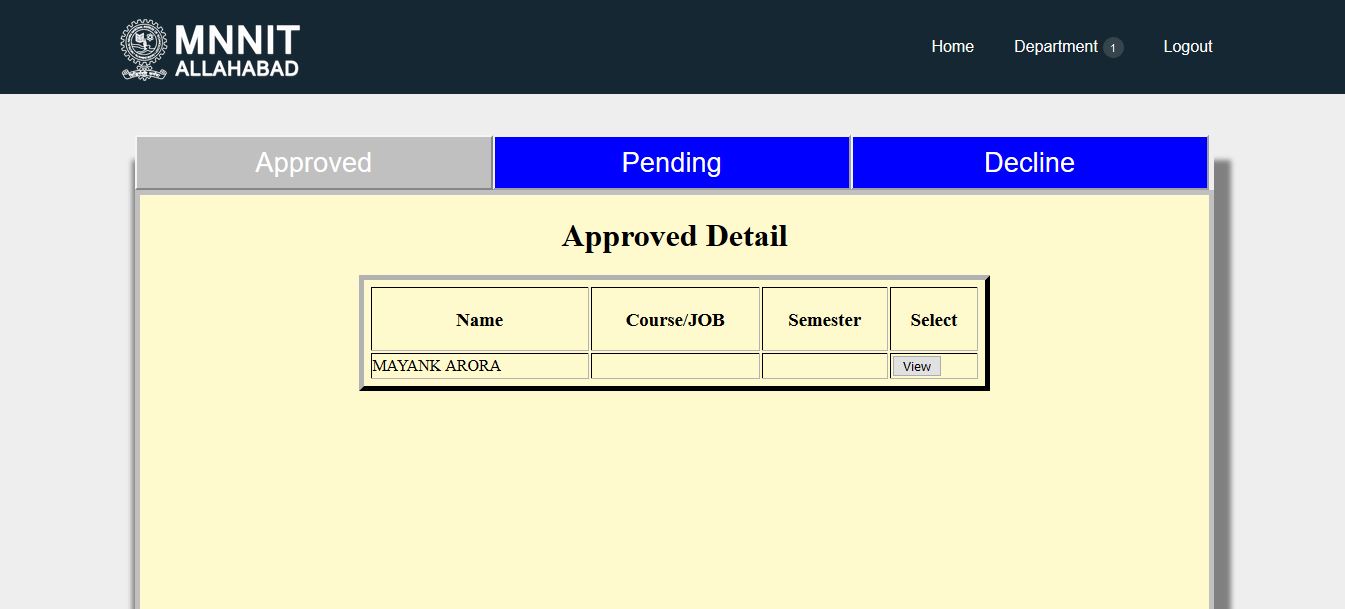 MNNIT
ALLAHABAD
Home Department 1 Logout
Approved Pending Decline
Approved Detail
Name Course/JOB Semester Select
MAYANK ARORA View